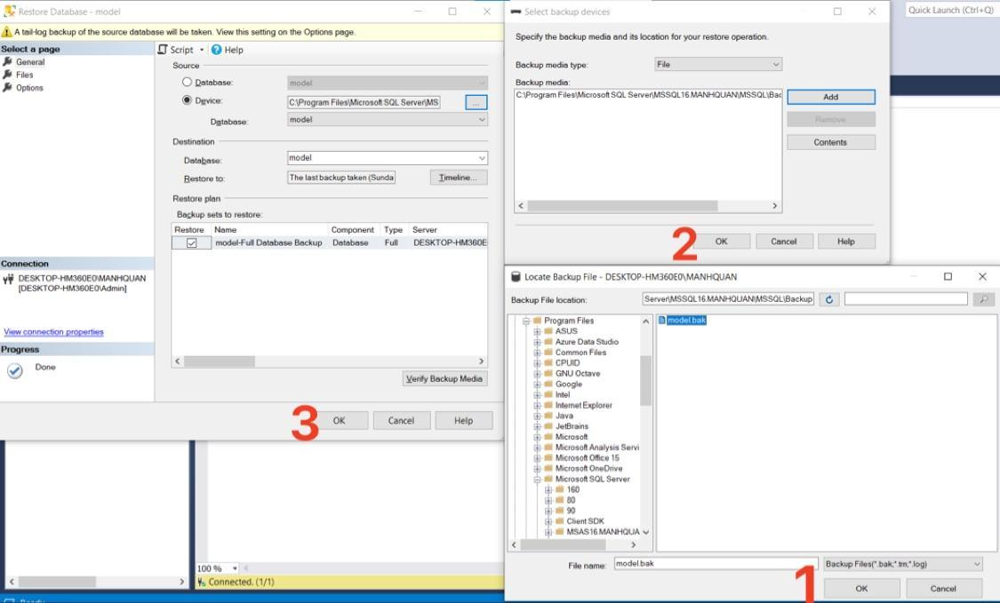 Restore Database - model
A tail-log backup of the source database will be taken. View this setting on the Options page.
Select a page
General
Files
Options
Script
Help
Source
Database:
model
Device:
C:\Program Files\Microsoft SQL Server\MS
...
Database:
model
Destination
Database:
model
Restore to:
The last backup taken (Sunda
Timeline...
Restore plan
Backup sets to restore:
Restore Name Component Type Server
model-Full Database Backup Database Full DESKTOP-HM360E
Connection
DESKTOP-HM360E0\MANHQUAN
[DESKTOP-HM360E0\Admin]
View connection properties
Progress
Done
Verify Backup Media
3
OK Cancel Help
100 %
Connected. (1/1)
Ready
Select backup devices
Specify the backup media and its location for your restore operation.
Backup media type:
File
Backup media:
C:\Program Files\Microsoft SQL Server\MSSQL16.MANHQUAN\MSSQL\Bac
Add
Remove
Contents
2
OK Cancel Help
Quick Launch (Ctrl+Q)
Locate Backup File - DESKTOP-HM360E0\MANHQUAN
Backup File location:
Server\MSSQL16.MANHQUAN\MSSQL\Backup
Program Files
ASUS
Azure Data Studio
Common Files
CPUID
GNU Octave
Google
Intel
Internet Explorer
Java
JetBrains
Microsoft
Microsoft Analysis Servi
Microsoft Office 15
Microsoft OneDrive
Microsoft SQL Server
160
80
90
Client SDK
MSAS16.MANHQUA
model.bak
File name:
model.bak
Backup Files(*.bak;*.trn;*.log)
1
OK Cancel